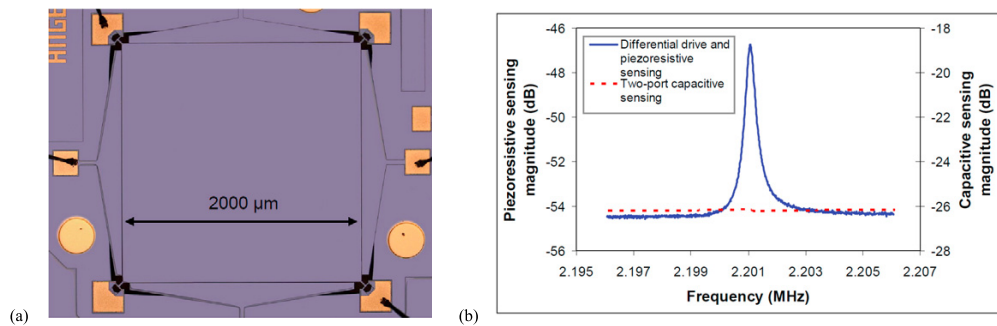 (a)
ANGE
2000 µm
(b)
Piezoresistive sensing
magnitude (dB)
-46
-48
-50
-52
-54
-56
Differential drive and
piezoresistive
sensing
Two-port capacitive
sensing
-18
-20
-22
-24
-26
-28
Capacitive sensing
magnitude (dB)
2.195
2.197
2.199
2.201
2.203
2.205
2.207
Frequency (MHz)